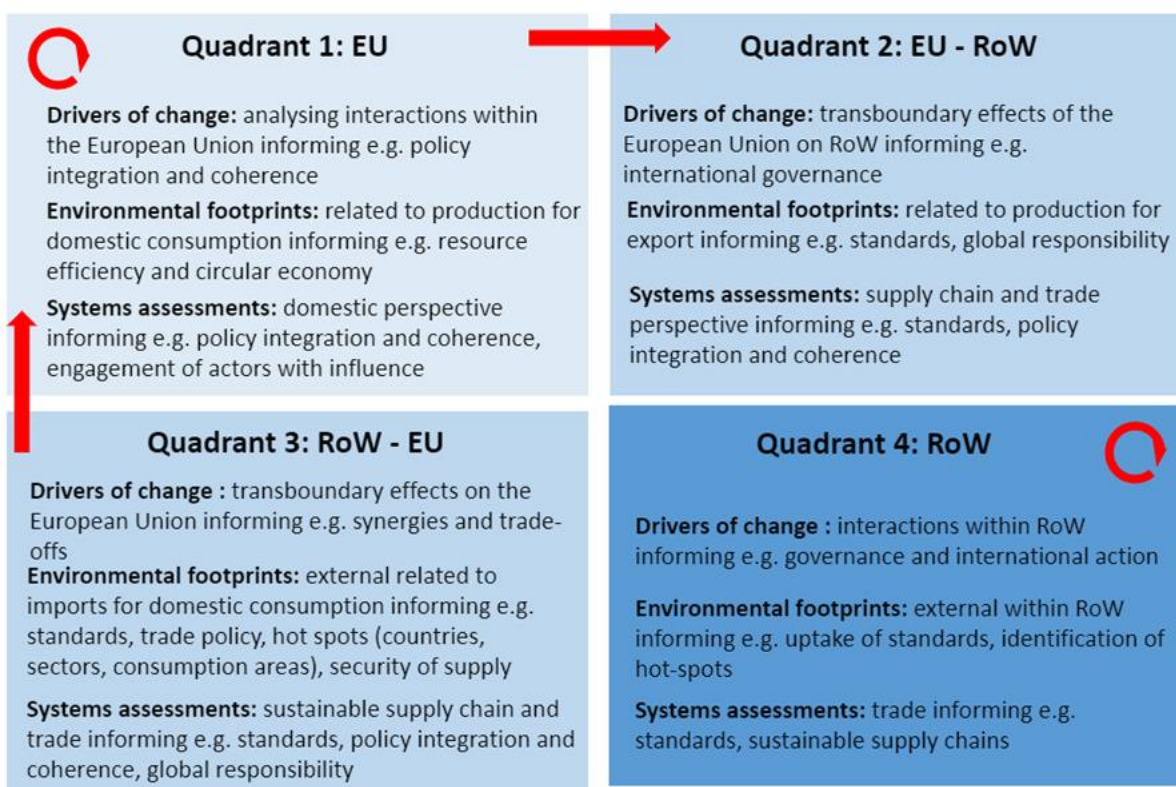 Quadrant 1: EU
Drivers of change: analysing interactions within
the European Union informing e.g. policy
integration and coherence
Environmental footprints: related to production for
domestic consumption informing e.g. resource
efficiency and circular economy
Systems assessments: domestic perspective
informing e.g. policy integration and coherence,
engagement of actors with influence
Quadrant 2: EU - RoW
Drivers of change: transboundary effects of the
European Union on RoW informing e.g.
international governance
Environmental footprints: related to production for
export informing e.g. standards, global responsibility
Systems assessments: supply chain and trade
perspective informing e.g. standards, policy
integration and coherence
Quadrant 3: RoW - EU
Drivers of change : transboundary effects on the
European Union informing e.g. synergies and trade-
offs
Environmental footprints: external related to
imports for domestic consumption informing e.g.
standards, trade policy, hot spots (countries,
sectors, consumption areas), security of supply
Systems assessments: sustainable supply chain and
trade informing e.g. standards, policy integration and
coherence, global responsibility
Quadrant 4: RoW
Drivers of change : interactions within RoW
informing e.g. governance and international action
Environmental footprints: external within RoW
informing e.g. uptake of standards, identification of
hot-spots
Systems assessments: trade informing e.g.
standards, sustainable supply chains